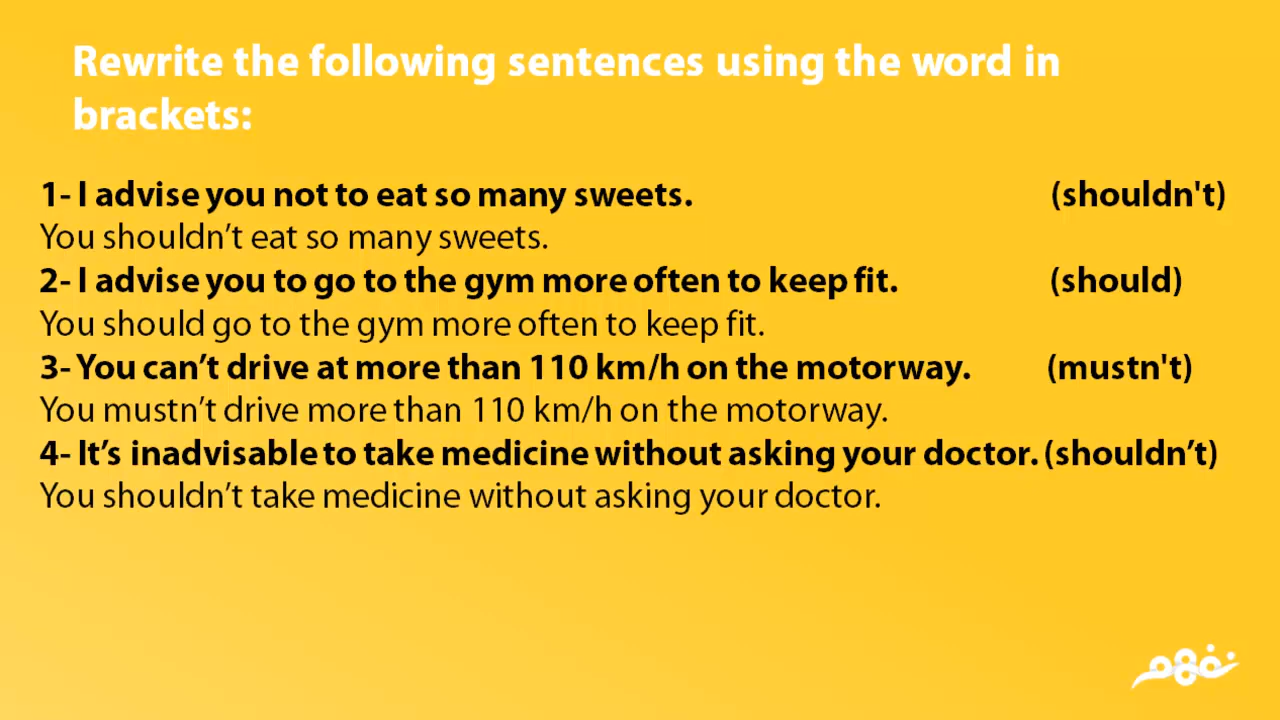 Rewrite the following sentences using the word in
brackets:
1- I advise you not to eat so many sweets. (shouldn't)
You shouldn’t eat so many sweets.
2- I advise you to go to the gym more often to keep fit. (should)
You should go to the gym more often to keep fit.
3- You can’t drive at more than 110 km/h on the motorway. (mustn't)
You mustn’t drive more than 110 km/h on the motorway.
4- It’s inadvisable to take medicine without asking your doctor. (shouldn’t)
You shouldn’t take medicine without asking your doctor.
نفهم